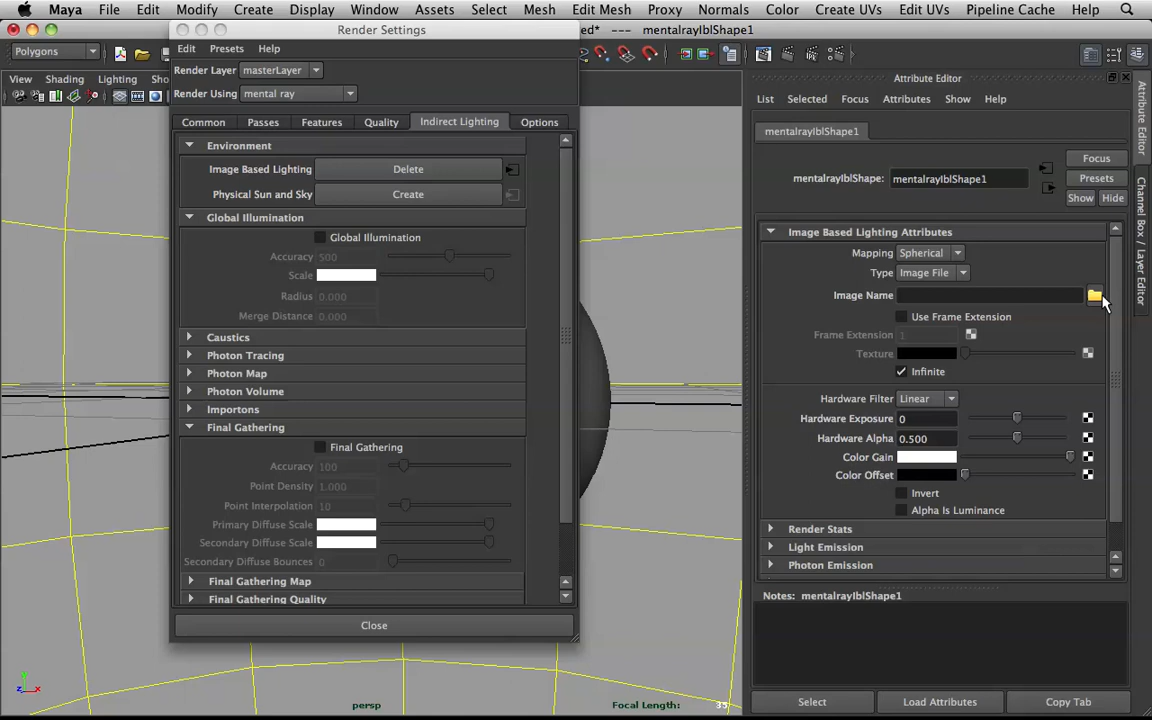 Maya File Edit Modify Create Display Window Assets Select Mesh Edit Mesh Proxy Normals Color Create UVs Edit UVs Pipeline Cache Help
Render Settings
ed* --- mentalrayIblShape1
Polygons
Edit Presets Help
Render Layer masterLayer
Render Using mental ray
View Shading Lighting Sho
Common Passes Features Quality Indirect Lighting Options
Environment
Image Based Lighting Delete
Physical Sun and Sky Create
Global Illumination
Global Illumination
Accuracy 500
Scale
Radius 0.000
Merge Distance 0.000
Caustics
Photon Tracing
Photon Map
Photon Volume
Importons
Final Gathering
Final Gathering
Accuracy 100
Point Density 1.000
Point Interpolation 10
Primary Diffuse Scale
Secondary Diffuse Scale
Secondary Diffuse Bounces 0
Final Gathering Map
Final Gathering Quality
Close
persp
Focal Length: 35
z x
Attribute Editor
List Selected Focus Attributes Show Help
mentalrayIblShape1
mentalrayIblShape: mentalrayIblShape1
Focus
Presets
Show Hide
Image Based Lighting Attributes
Mapping Spherical
Type Image File
Image Name
Use Frame Extension
Frame Extension 1
Texture
Infinite
Hardware Filter Linear
Hardware Exposure 0
Hardware Alpha 0.500
Color Gain
Color Offset
Invert
Alpha Is Luminance
Render Stats
Light Emission
Photon Emission
Notes: mentalrayIblShape1
Select Load Attributes Copy Tab
Attribute Editor
Channel Box / Layer Editor